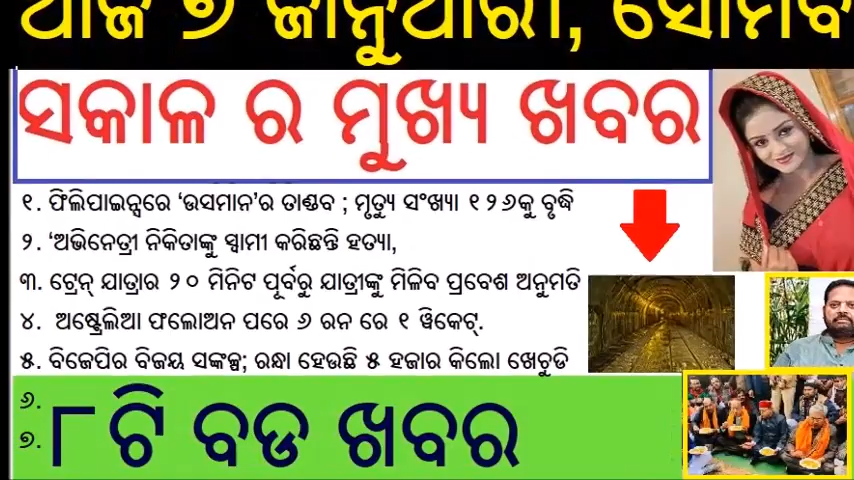 ଆଜି ୭ ଜାନୁଆରୀ, ସୋମବ
ସକାଳ ର ମୁଖ୍ୟ ଖବର
୧. ଫିଲିପାଇନ୍ସରେ ‘ଉସମାନ’ର ତାଣ୍ଡବ ; ମୃତ୍ୟୁ ସଂଖ୍ୟା ୧୨୬କୁ ବୃଦ୍ଧି
୨. ‘ଅଭିନେତ୍ରୀ ନିକିତାଙ୍କୁ ସ୍ୱାମୀ କରିଛନ୍ତି ହତ୍ୟା,
୩. ଟ୍ରେନ୍ ଯାତ୍ରାର ୨୦ ମିନିଟ ପୂର୍ବରୁ ଯାତ୍ରୀଙ୍କୁ ମିଳିବ ପ୍ରବେଶ ଅନୁମତି
୪. ଅଷ୍ଟ୍ରେଲିଆ ଫଲୋଅନ ପରେ ୬ ରନ ରେ ୧ ୱିକେଟ୍.
୫. ବିଜେପିର ବିଜୟ ସଙ୍କଳ୍ପ; ରନ୍ଧା ହେଉଛି ୫ ହଜାର କିଲୋ ଖେଚୁଡି
୬.
୭.
୮ଟି ବଡ ଖବର